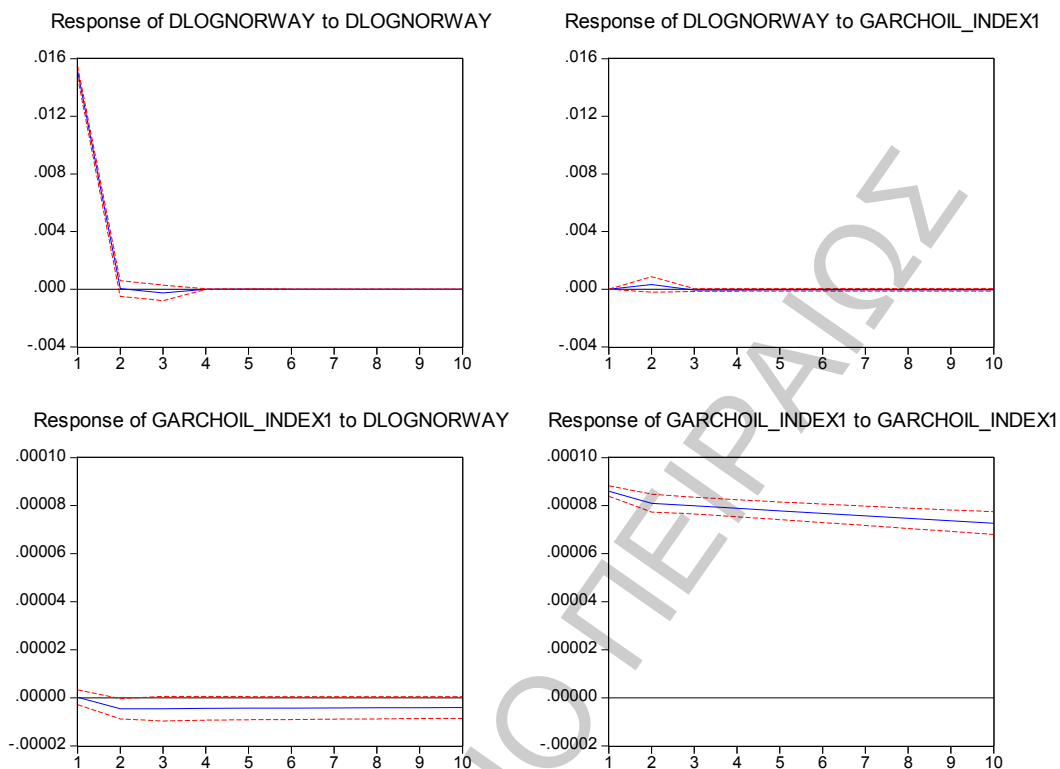 Response of DLOGNORWAY to DLOGNORWAY
.016
.012
.008
.004
.000
-.004
1 2 3 4 5 6 7 8 9 10
Response of DLOGNORWAY to GARCHOIL_INDEX1
.016
.012
.008
.004
.000
-.004
1 2 3 4 5 6 7 8 9 10
Response of GARCHOIL_INDEX1 to DLOGNORWAY
.00010
.00008
.00006
.00004
.00002
.00000
-.00002
1 2 3 4 5 6 7 8 9 10
Response of GARCHOIL_INDEX1 to GARCHOIL_INDEX1
.00010
.00008
.00006
.00004
.00002
.00000
-.00002
1 2 3 4 5 6 7 8 9 10
ΠΕΙΡΑΙΩΣ